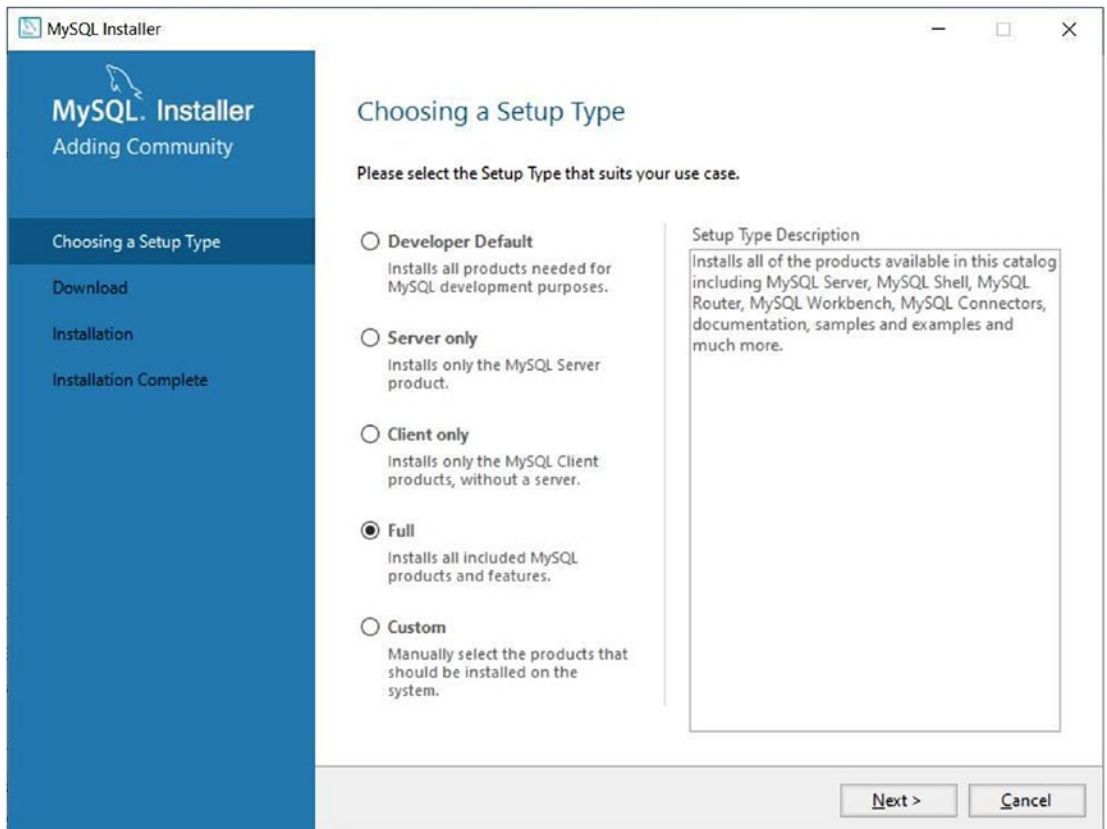 MySQL Installer
MySQL. Installer
Adding Community
Choosing a Setup Type
Download
Installation
Installation Complete
Choosing a Setup Type
Please select the Setup Type that suits your use case.
Developer Default
Installs all products needed for
MySQL development purposes.
Server only
Installs only the MySQL Server
product.
Client only
Installs only the MySQL Client
products, without a server.
Full
Installs all included MySQL
products and features.
Custom
Manually select the products that
should be installed on the
system.
Setup Type Description
Installs all of the products available in this catalog
including MySQL Server, MySQL Shell, MySQL
Router, MySQL Workbench, MySQL Connectors,
documentation, samples and examples and
much more.
Next >
Cancel